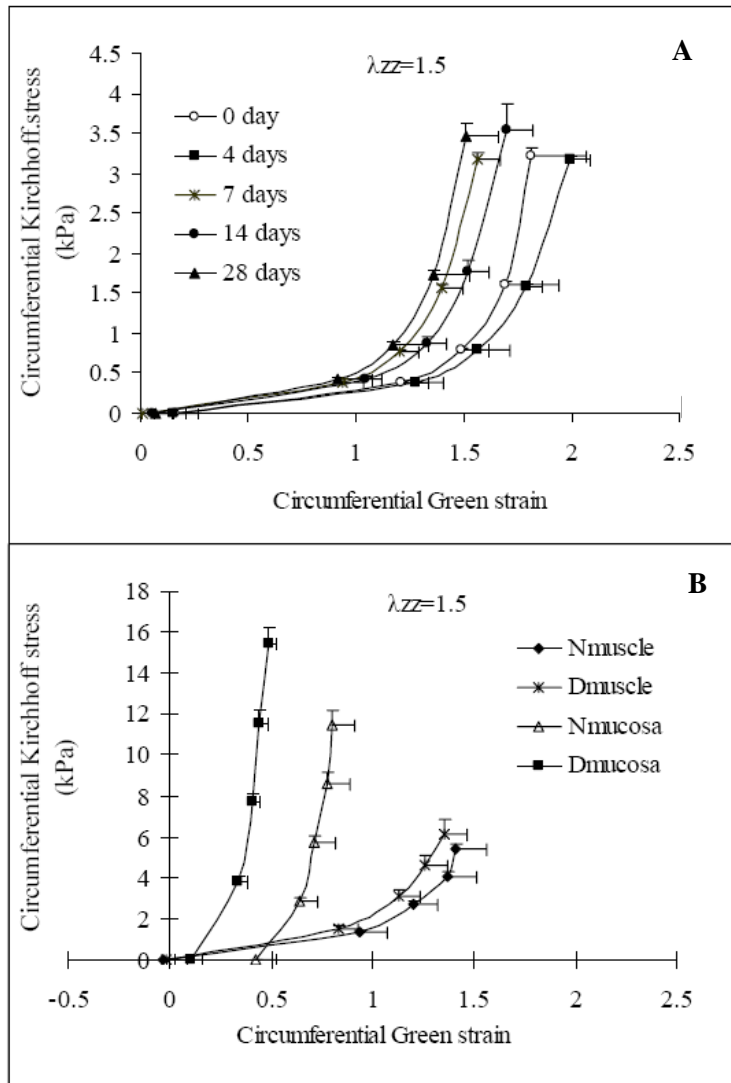 A
λzz=1.5
4.5
4
3.5
3
2.5
2
1.5
1
0.5
0
Circumferential Kirchhoff.stress
(kPa)
0 day
4 days
7 days
14 days
28 days
0 0.5 1 1.5 2 2.5
Circumferential Green strain
B
λzz=1.5
18
16
14
12
10
8
6
4
2
0
Circumferential Kirchhoff stress
(kPa)
Nmuscle
Dmuscle
Nmucosa
Dmucosa
-0.5 0 0.5 1 1.5 2 2.5
Circumferential Green strain